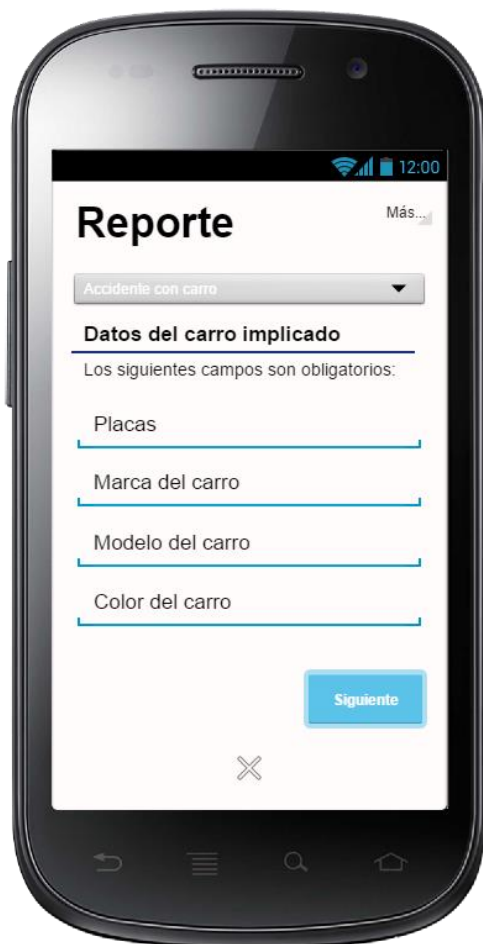 12:00
Reporte
Más...
Accidente con carro
Datos del carro implicado
Los siguientes campos son obligatorios:
Placas
Marca del carro
Modelo del carro
Color del carro
Siguiente